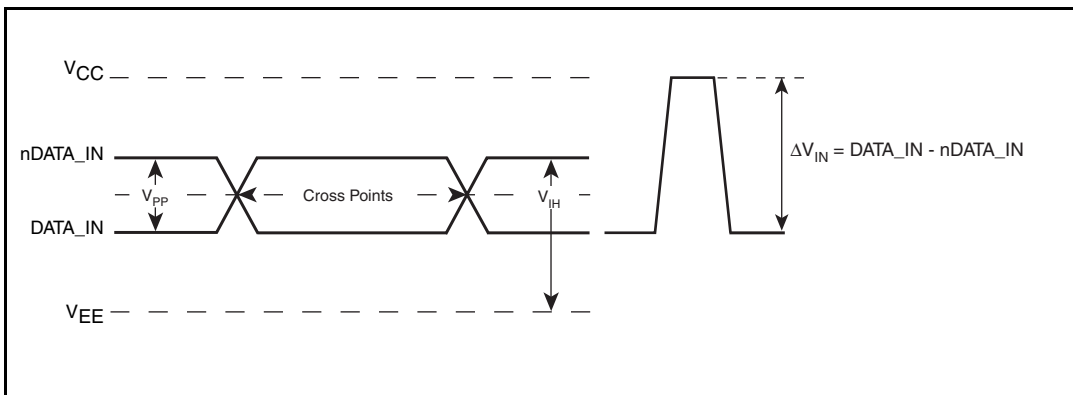 VCC
nDATA_IN
VPP
Cross Points
VIH
DATA_IN
VEE
ΔVIN = DATA_IN - nDATA_IN